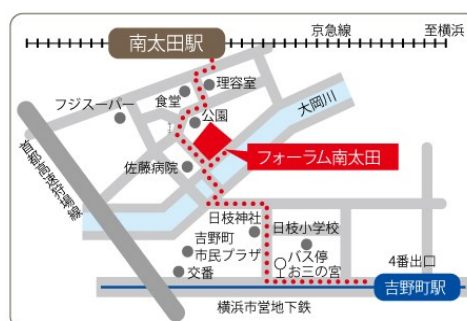 南太田駅
京急線
至横浜
食堂
理容室
フジスーパー
公園
大岡川
佐藤病院
フォーラム南太田
首都高速狩場線
日枝神社
日枝小学校
吉野町
市民プラザ
バス停
お三の宮
4番出口
交番
吉野町駅
横浜市営地下鉄